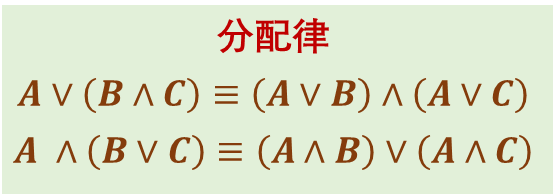 分配律
A ∨ (B ∧ C) ≡ (A ∨ B) ∧ (A ∨ C)
A ∧ (B ∨ C) ≡ (A ∧ B) ∨ (A ∧ C)